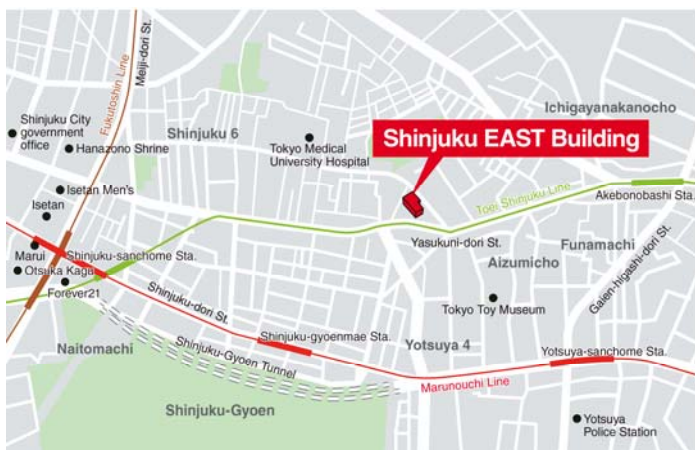 Meiji-dori St.
Fukutoshin Line
Ichigayanakanocho
Shinjuku City
government
office
Shinjuku 6
Hanazono Shrine
Tokyo Medical
University Hospital
Shinjuku EAST Building
Isetan Men's
Isetan
Toei Shinjuku Line
Akebonobashi Sta.
Marui
Shinjuku-sanchome Sta.
Yasukuni-dori St.
Funamachi
Aizumicho
Gaien-higashi-dori St.
Otsuka Kagu
Forever21
Shinjuku-dori St.
Tokyo Toy Museum
Shinjuku-gyoenmae Sta.
Naitomachi
Shinjuku-Gyoen Tunnel
Yotsuya 4
Yotsuya-sanchome Sta.
Marunouchi Line
Shinjuku-Gyoen
Yotsuya
Police Station